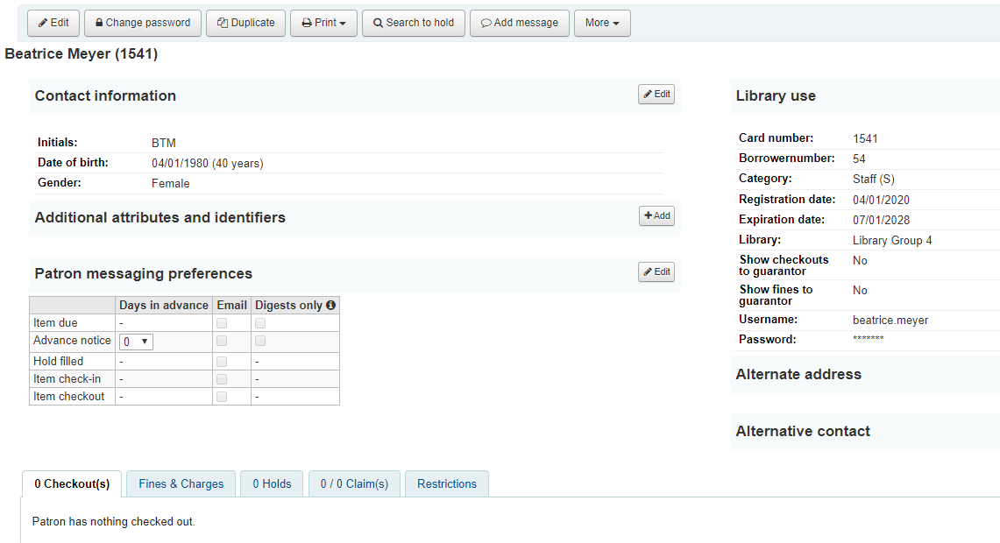 Edit Change password Duplicate Print Search to hold Add message More
Beatrice Meyer (1541)
Contact information Edit
Initials: BTM
Date of birth: 04/01/1980 (40 years)
Gender: Female
Additional attributes and identifiers Add
Patron messaging preferences Edit
Days in advance Email Digests only
Item due -
Advance notice 0
Hold filled - -
Item check-in - -
Item checkout - -
Library use
Card number: 1541
Borrowernumber: 54
Category: Staff (S)
Registration date: 04/01/2020
Expiration date: 07/01/2028
Library: Library Group 4
Show checkouts No
to guarantor
Show fines to No
guarantor
Username: beatrice.meyer
Password: *******
Alternate address
Alternative contact
0 Checkout(s) Fines & Charges 0 Holds 0 / 0 Claim(s) Restrictions
Patron has nothing checked out.